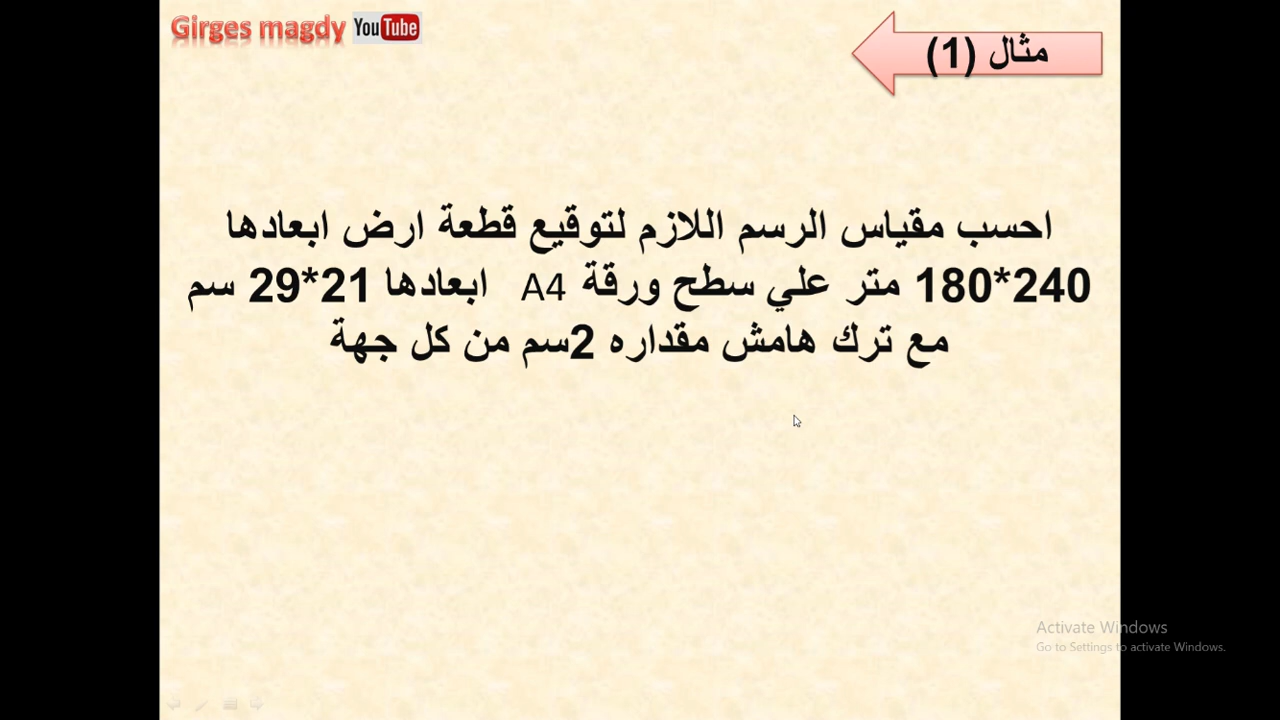 Girges magdy YouTube
مثال (1)
احسب مقياس الرسم اللازم لتوقيع قطعة ارض ابعادها
240*180 متر علي سطح ورقة A4 ابعادها 21*29 سم
مع ترك هامش مقداره 2سم من كل جهة
Activate Windows
Go to Settings to activate Windows.